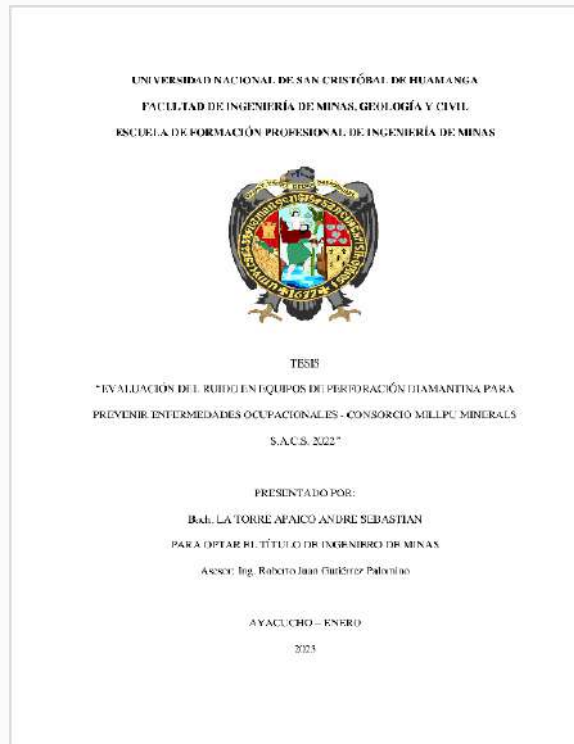 UNIVERSIDAD NACIONAL DE SAN CRISTÓBAL DE HUAMANGA
FACULTAD DE INGENIERÍA DE MINAS, GEOLOGÍA Y CIVIL
ESCUELA DE FORMACIÓN PROFESIONAL DE INGENIERÍA DE MINAS
1677
TESIS
“EVALUACIÓN DEL RUIDO EN EQUIPOS DE PERFORACIÓN DIAMANTINA PARA
PREVENIR ENFERMEDADES OCUPACIONALES - CONSORCIO MILLPU MINERALS
S.A.C.S. 2022”
PRESENTADO POR:
Bach. LA TORRE APAICO ANDRE SEBASTIAN
PARA OPTAR EL TÍTULO DE INGENIERO DE MINAS
Asesor: Ing. Roberto Juan Gutiérrez Palomino
AYACUCHO – ENERO
2023